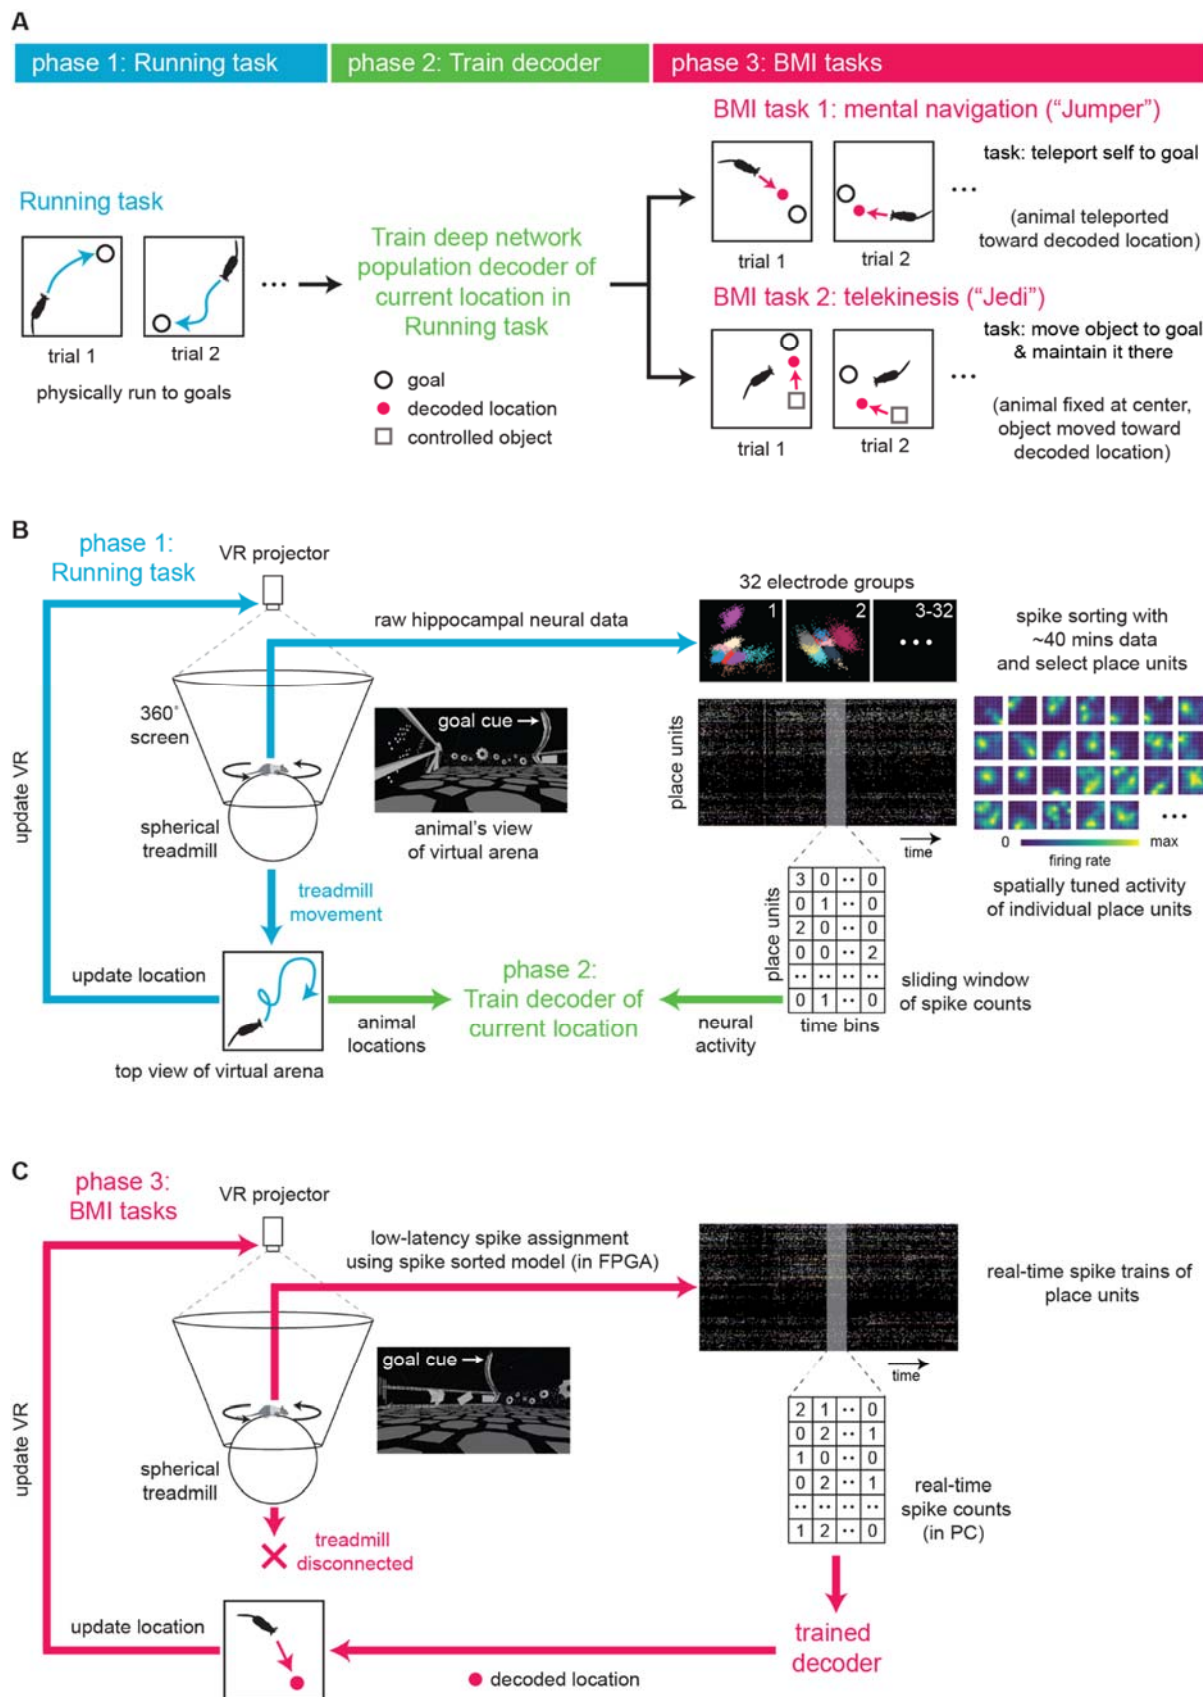 A
phase 1: Running task
phase 2: Train decoder
phase 3: BMI tasks
Running task
trial 1
trial 2
physically run to goals
Train deep network
population decoder of
current location in
Running task
goal
decoded location
controlled object
BMI task 1: mental navigation ("Jumper")
trial 1
trial 2
task: teleport self to goal
(animal teleported
toward decoded location)
BMI task 2: telekinesis ("Jedi")
trial 1
trial 2
task: move object to goal
& maintain it there
(animal fixed at center,
object moved toward
decoded location)
B
phase 1:
Running task
VR projector
raw hippocampal neural data
32 electrode groups
1
2
3-32
spike sorting with
~40 mins data
and select place units
update VR
360°
screen
goal cue
animal's view
of virtual arena
spherical
treadmill
treadmill
movement
place units
time
0
max
firing rate
spatially tuned activity
of individual place units
place units
3 0 ·· 0
0 1 ·· 0
2 0 ·· 0
0 0 ·· 2
·· ·· ·· ··
0 1 ·· 0
time bins
sliding window
of spike counts
update location
top view of virtual arena
animal
locations
phase 2:
Train decoder of
current location
neural
activity
C
phase 3:
BMI tasks
VR projector
low-latency spike assignment
using spike sorted model (in FPGA)
real-time spike trains of
place units
update VR
goal cue
time
spherical
treadmill
treadmill
disconnected
2 1 ·· 0
0 2 ·· 1
1 0 ·· 0
0 2 ·· 1
·· ·· ·· ··
1 2 ·· 0
real-time
spike counts
(in PC)
update location
decoded location
trained
decoder